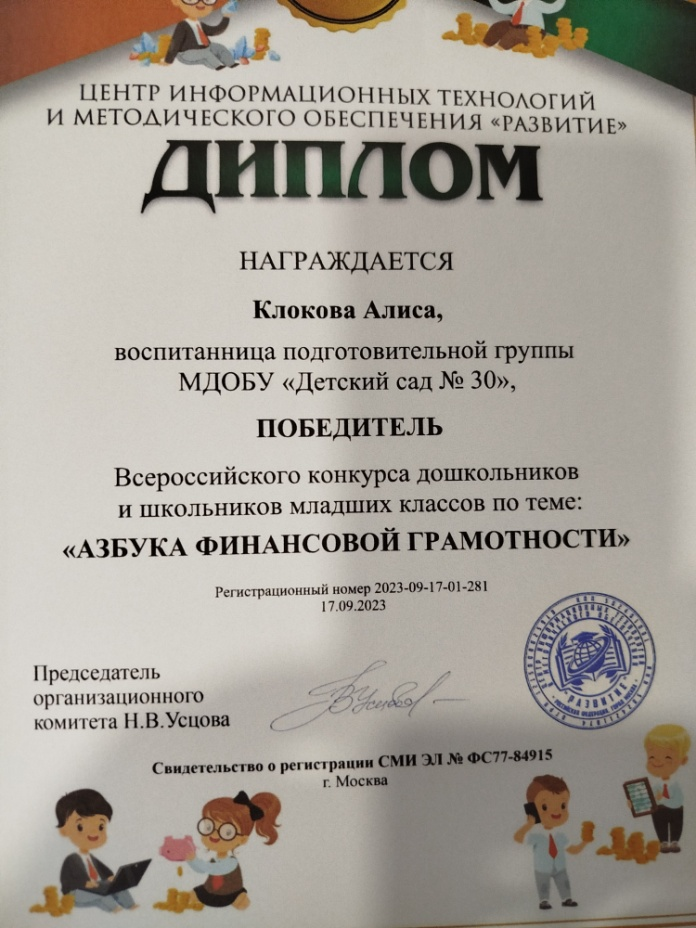 ЦЕНТР ИНФОРМАЦИОННЫХ ТЕХНОЛОГИЙ
И МЕТОДИЧЕСКОГО ОБЕСПЕЧЕНИЯ «РАЗВИТИЕ»
ДИПЛОМ
НАГРАЖДАЕТСЯ
Клокова Алиса,
воспитанница подготовительной группы
МДОБУ «Детский сад № 30»,
ПОБЕДИТЕЛЬ
Всероссийского конкурса дошкольников
и школьников младших классов по теме:
«АЗБУКА ФИНАНСОВОЙ ГРАМОТНОСТИ»
Регистрационный номер 2023-09-17-01-281
17.09.2023
Председатель
организационного
комитета Н.В.Усцова
РАЗВИТИЕ
Свидетельство о регистрации СМИ ЭЛ № ФС77-84915
г. Москва